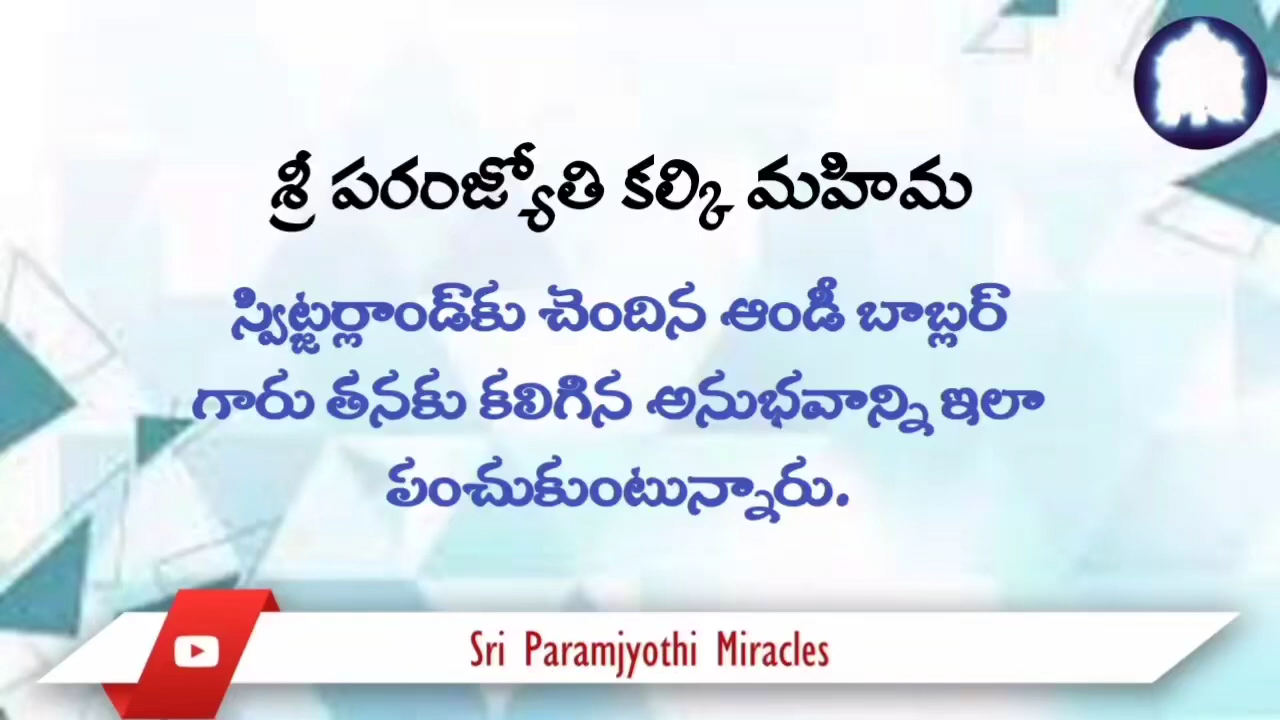 శ్రీ పరంజ్యోతి కల్కి మహిమ
స్విట్జర్లాండ్‌కు చెందిన ఆండీ బాబ్లర్
గారు తనకు కలిగిన అనుభవాన్ని ఇలా
పంచుకుంటున్నారు.
Sri Paramjyothi Miracles